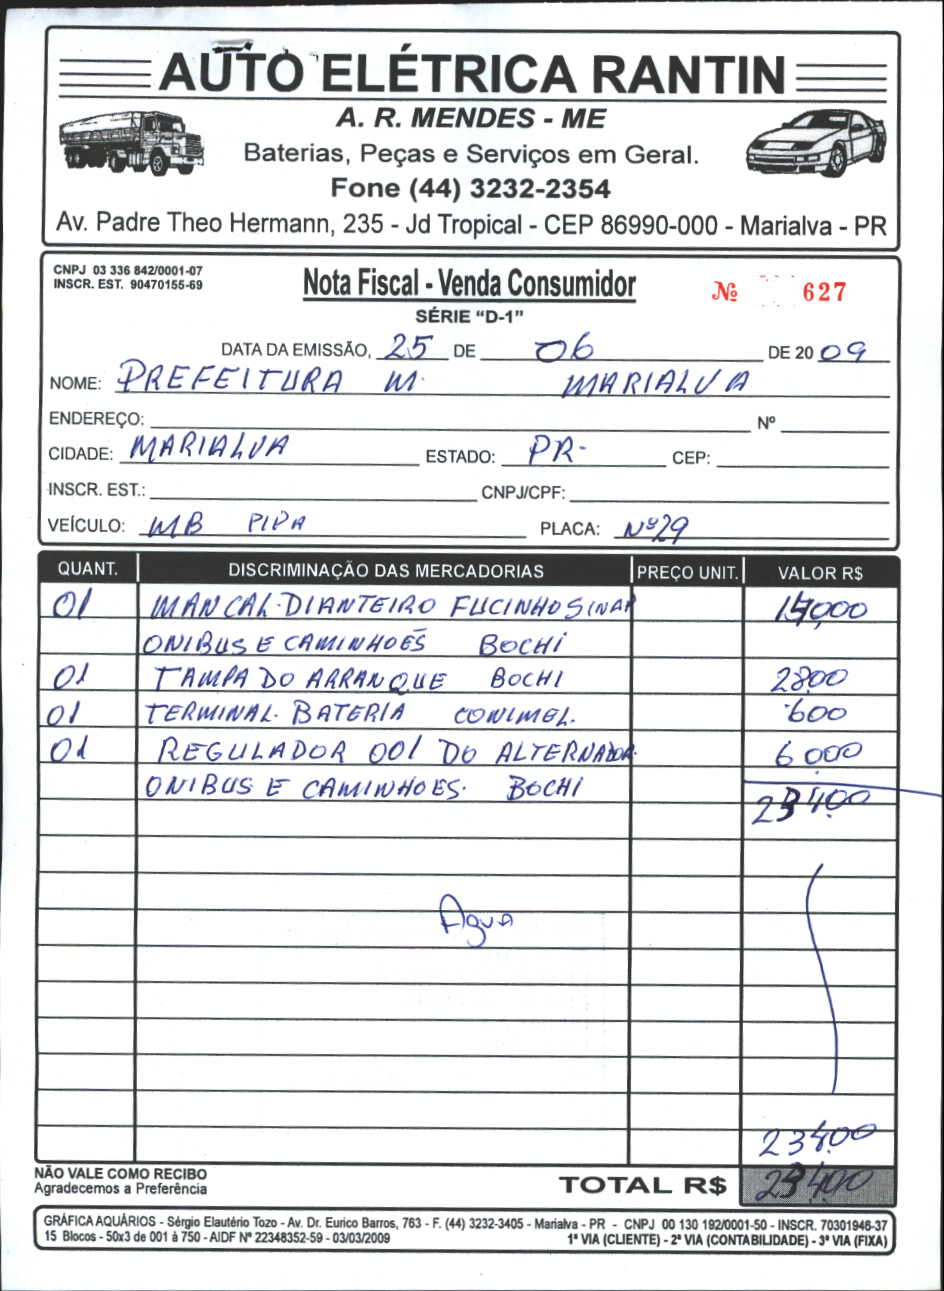 AUTO ELÉTRICA RANTIN
A. R. MENDES - ME
Baterias, Peças e Serviços em Geral.
Fone (44) 3232-2354
Av. Padre Theo Hermann, 235 - Jd Tropical - CEP 86990-000 - Marialva - PR
CNPJ 03 336 842/0001-07
INSCR. EST. 90470155-69
Nota Fiscal - Venda Consumidor
Nº 627
SÉRIE "D-1"
DATA DA EMISSÃO, 25 DE 06 DE 20 09
NOME: PREFEITURA M. MARIALVA
ENDEREÇO: Nº
CIDADE: MARIALVA ESTADO: PR- CEP:
INSCR. EST.: CNPJ/CPF:
VEÍCULO: MB PIPA PLACA: Nº29
QUANT. DISCRIMINAÇÃO DAS MERCADORIAS PREÇO UNIT. VALOR R$
01 MANCAL DIANTEIRO FUCINHO
ONIBUS E CAMINHOËS BOCHI
01 TAMPA DO ARRANQUE BOCHI 2800
01 TERMINAL. BATERIA CONIMEL. 600
01 REGULADOR 001 DO ALTERNADOR 6000
ONIBUS E CAMINHOES. BOCHI
23400
Agua
23400
NÃO VALE COMO RECIBO
Agradecemos a Preferência
TOTAL R$ 23400
GRÁFICA AQUÁRIOS - Sérgio Elautério Tozo - Av. Dr. Eurico Barros, 763 - F. (44) 3232-3405 - Marialva - PR - CNPJ 00 130 192/0001-50 - INSCR. 70301946-37
15 Blocos - 50x3 de 001 à 750 - AIDF Nº 22348352-59 - 03/03/2009 1ª VIA (CLIENTE) - 2ª VIA (CONTABILIDADE) - 3ª VIA (FIXA)